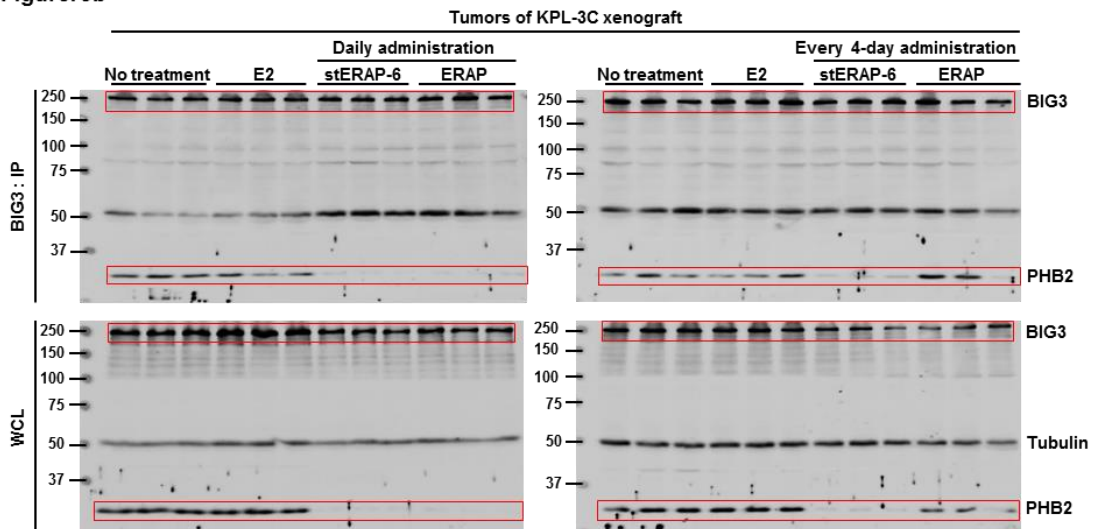 Tumors of KPL-3C xenograft
Daily administration
Every 4-day administration
No treatment E2 stERAP-6 ERAP
No treatment E2 stERAP-6 ERAP
BIG3 : IP
250
150
100
75
50
37
250
150
100
75
50
37
BIG3
PHB2
WCL
250
150
100
75
50
37
250
150
100
75
50
37
BIG3
Tubulin
PHB2